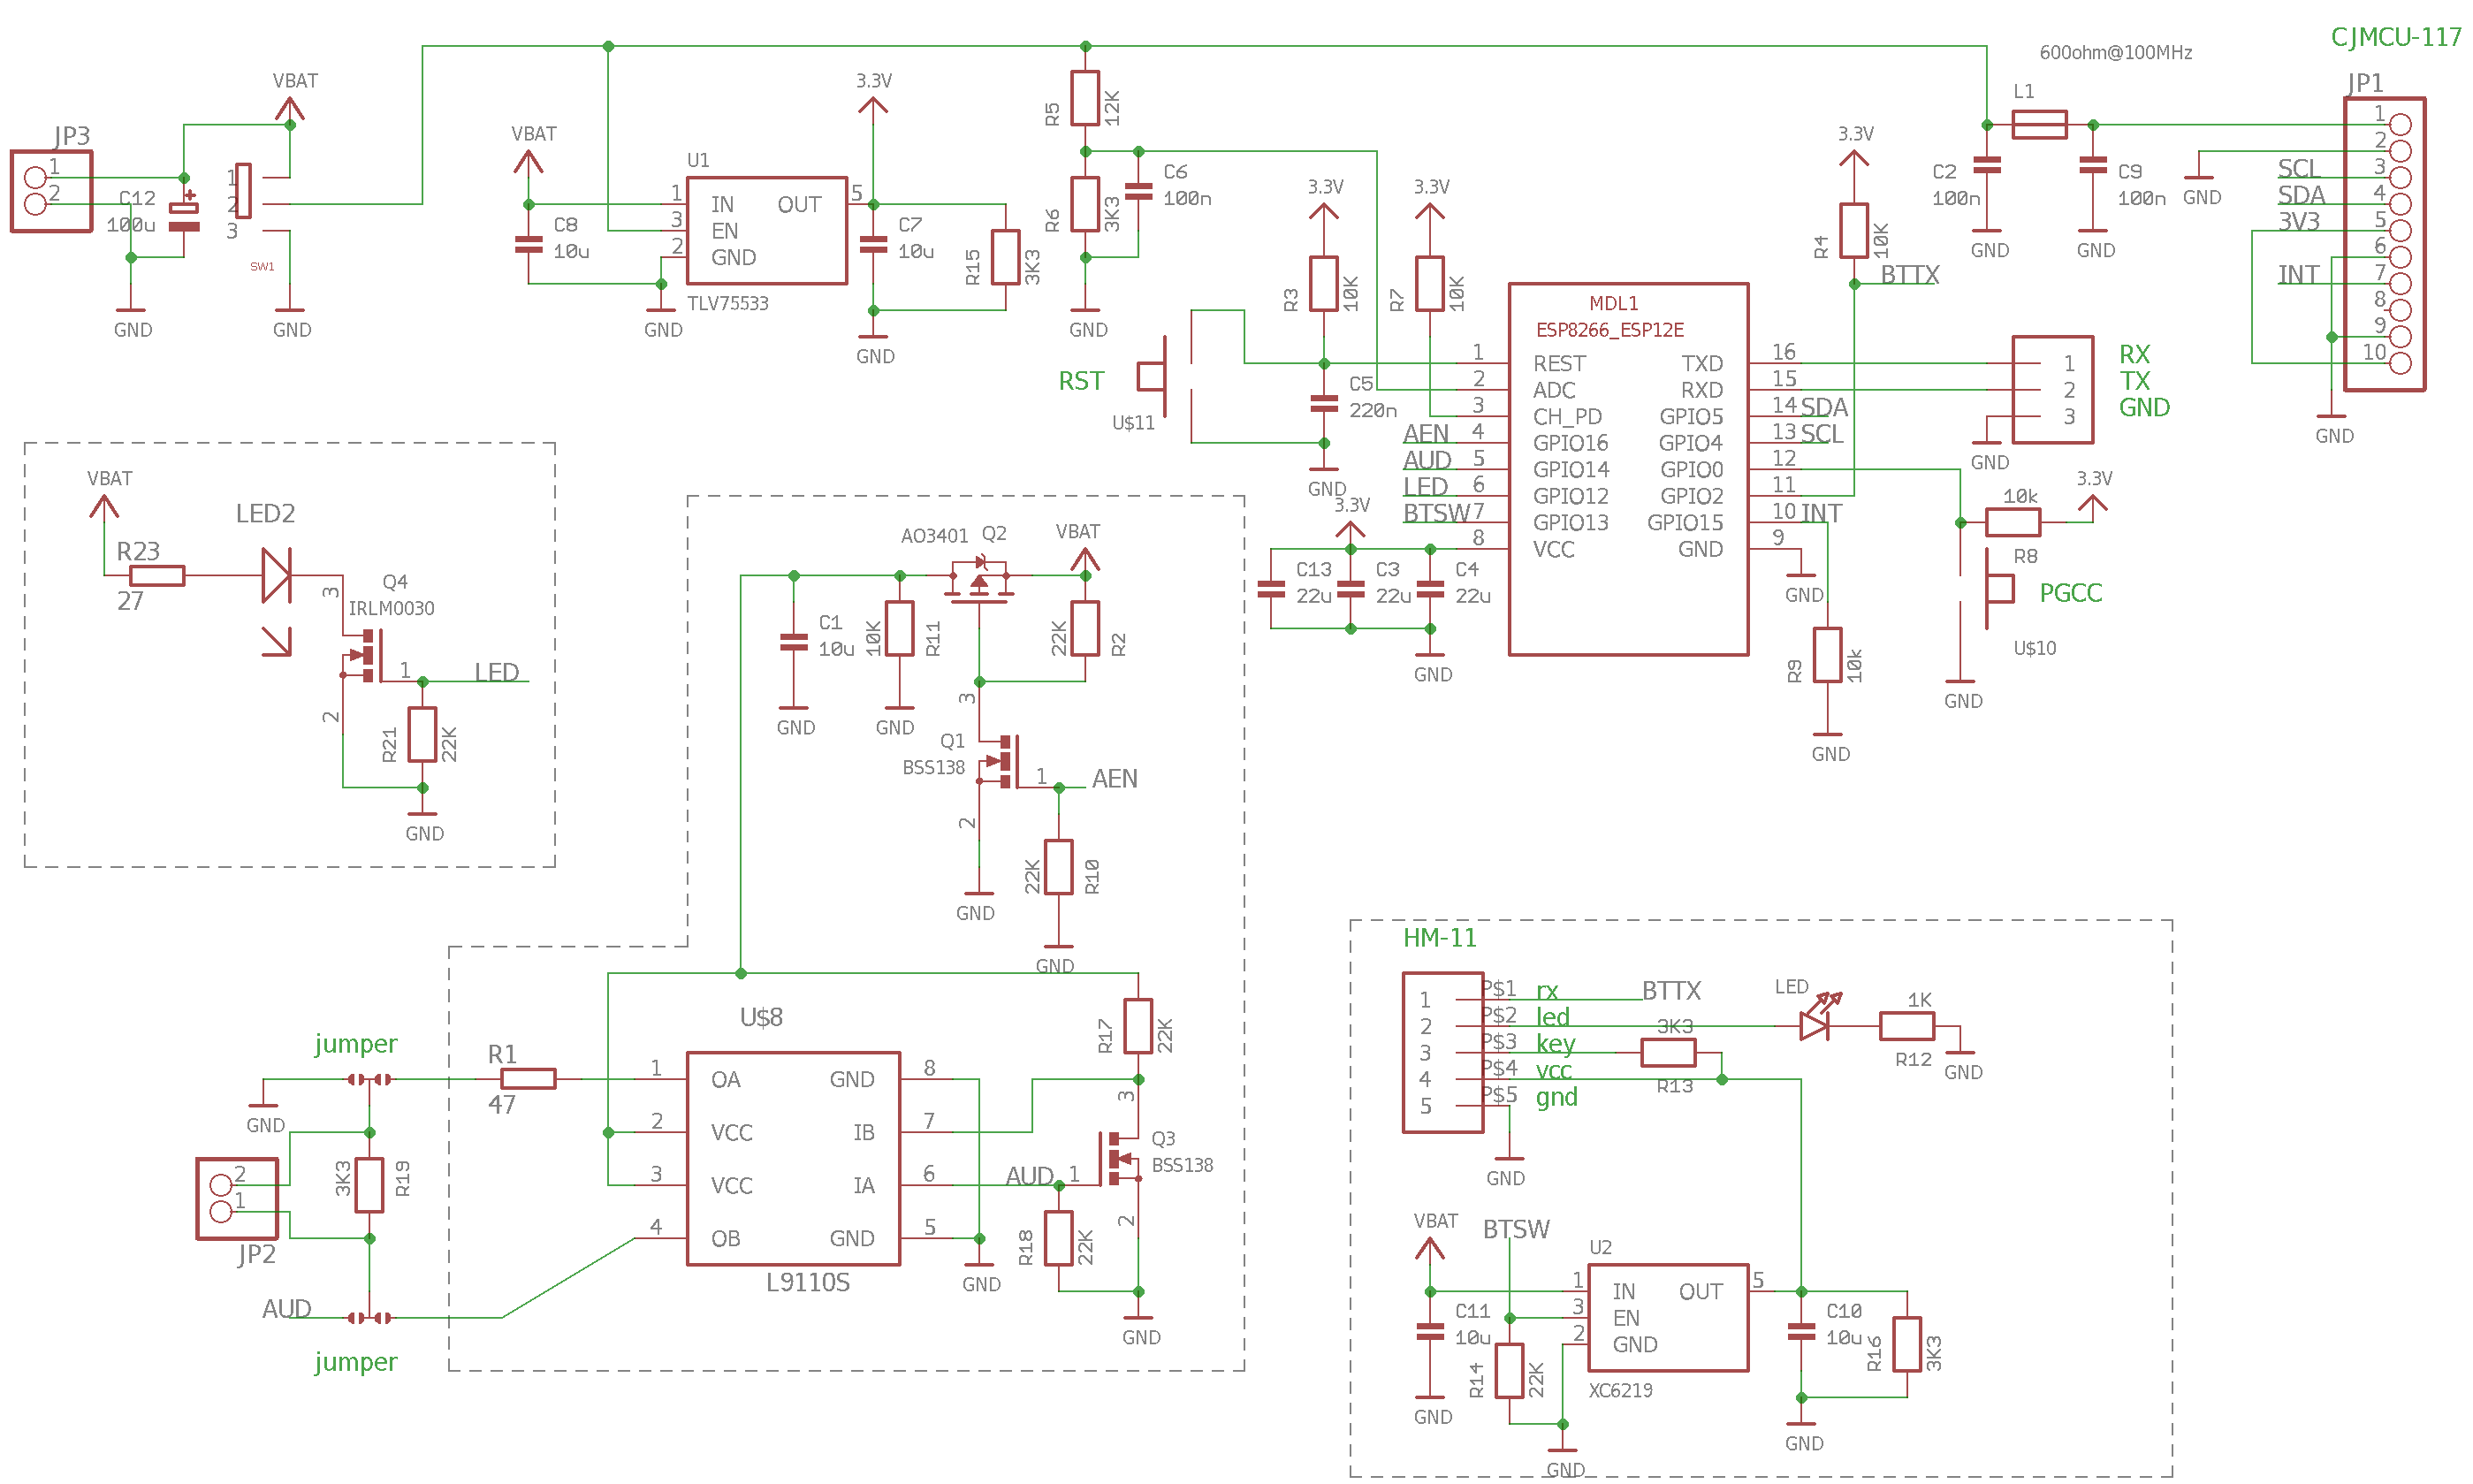 CJMCU-117
600ohm@100MHz
JP1
L1
VBAT
3.3V
R5
12K
JP3
1
2
C12
100u
1
2
3
SW1
GND
GND
VBAT
C8
10u
U1
1
3
2
IN
EN
GND
OUT
5
TLV75533
GND
C7
10u
R15
3K3
GND
R6
3K3
C6
100n
GND
3.3V
R3
10K
3.3V
R7
10K
3.3V
R4
10K
BTTX
C2
100n
GND
C9
100n
GND
GND
SCL
SDA
3V3
INT
1
2
3
4
5
6
7
8
9
10
GND
RST
U$11
C5
220n
GND
MDL1
ESP8266_ESP12E
1
REST
2
ADC
3
CH_PD
AEN
4
GPIO16
AUD
5
GPIO14
LED
6
GPIO12
BTSW
7
GPIO13
8
VCC
TXD
16
RXD
15
GPIO5
14
SDA
GPIO4
13
SCL
GPIO0
12
GPIO2
11
GPIO15
10
INT
GND
9
GND
1
2
3
RX
TX
GND
GND
3.3V
C13
22u
C3
22u
C4
22u
GND
R9
10k
GND
10k
R8
3.3V
PGCC
U$10
GND
VBAT
LED2
R23
27
Q4
IRLM0030
3
1
2
LED
R21
22K
GND
AO3401
Q2
VBAT
C1
10u
GND
10K
R11
GND
22K
R2
3
Q1
BSS138
1
2
AEN
GND
22K
R10
GND
jumper
GND
R1
47
2
1
JP2
3K3
R19
AUD
jumper
U$8
1
2
3
4
OA
VCC
VCC
OB
GND
IB
IA
GND
8
7
6
5
L9110S
GND
R17
22K
3
Q3
BSS138
AUD
1
2
R18
22K
GND
HM-11
1
2
3
4
5
P$1
P$2
P$3
P$4
P$5
rx
led
key
vcc
gnd
BTTX
3K3
R13
LED
1K
R12
GND
GND
VBAT
BTSW
C11
10u
GND
R14
22K
U2
1
3
2
IN
EN
GND
OUT
5
XC6219
GND
C10
10u
R16
3K3
GND